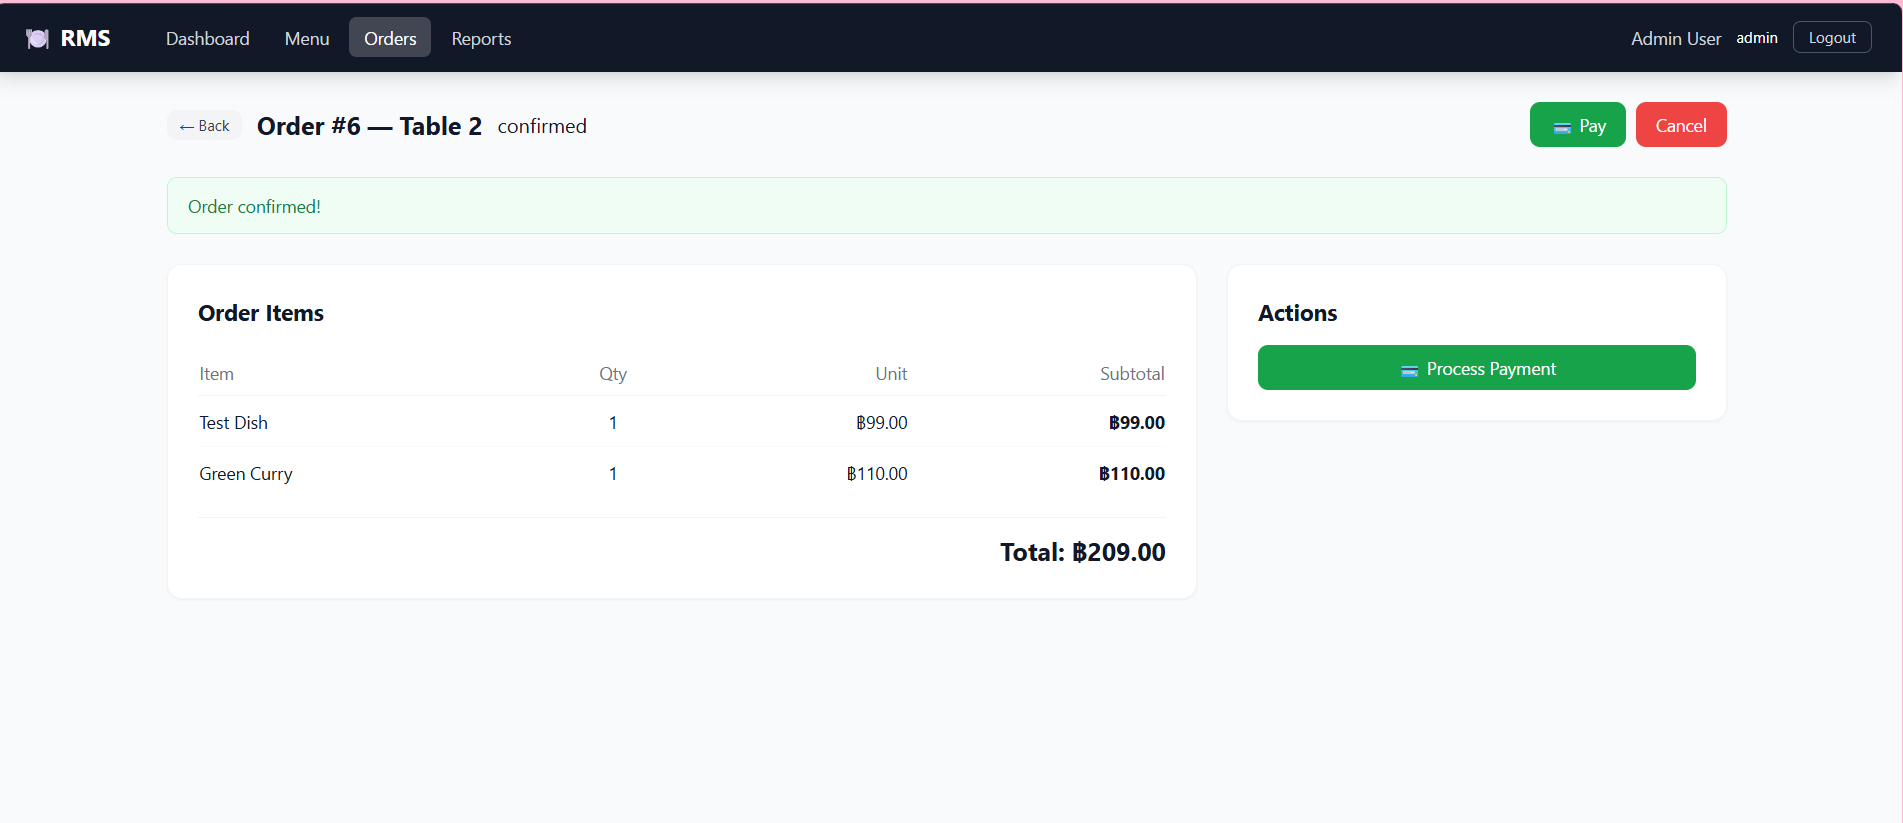 RMS Dashboard Menu Orders Reports Admin User admin Logout
← Back Order #6 — Table 2 confirmed Pay Cancel
Order confirmed!
Order Items
Item Qty Unit Subtotal
Test Dish 1 ฿99.00 ฿99.00
Green Curry 1 ฿110.00 ฿110.00
Total: ฿209.00
Actions
Process Payment